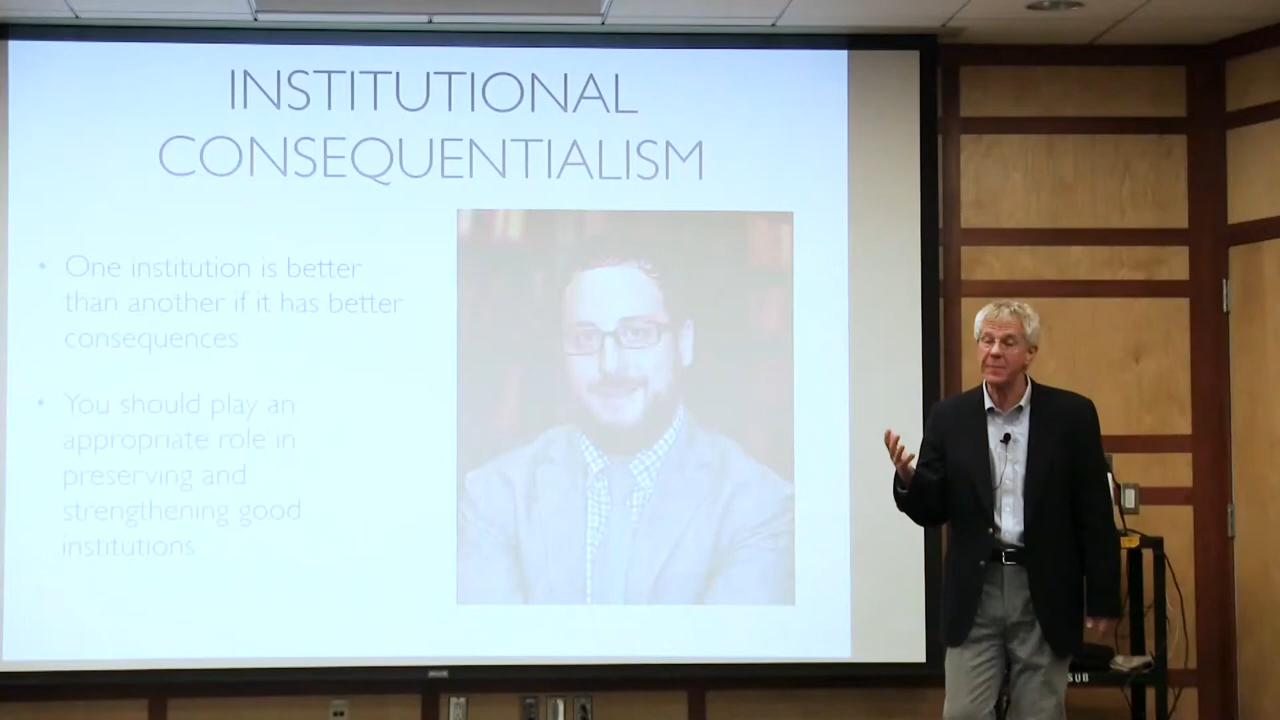 INSTITUTIONAL
CONSEQUENTIALISM
• One institution is better
than another if it has better
consequences
• You should play an
appropriate role in
preserving and
strengthening good
institutions
SUB